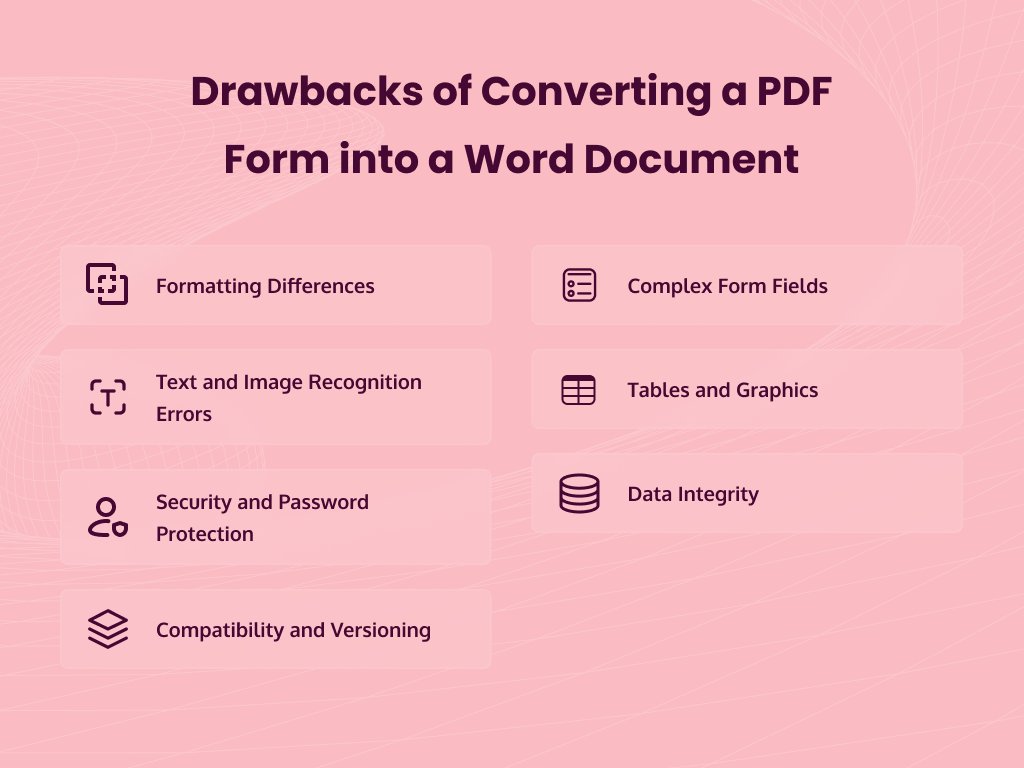 Drawbacks of Converting a PDF
Form into a Word Document
Formatting Differences
Text and Image Recognition
Errors
Security and Password
Protection
Compatibility and Versioning
Complex Form Fields
Tables and Graphics
Data Integrity